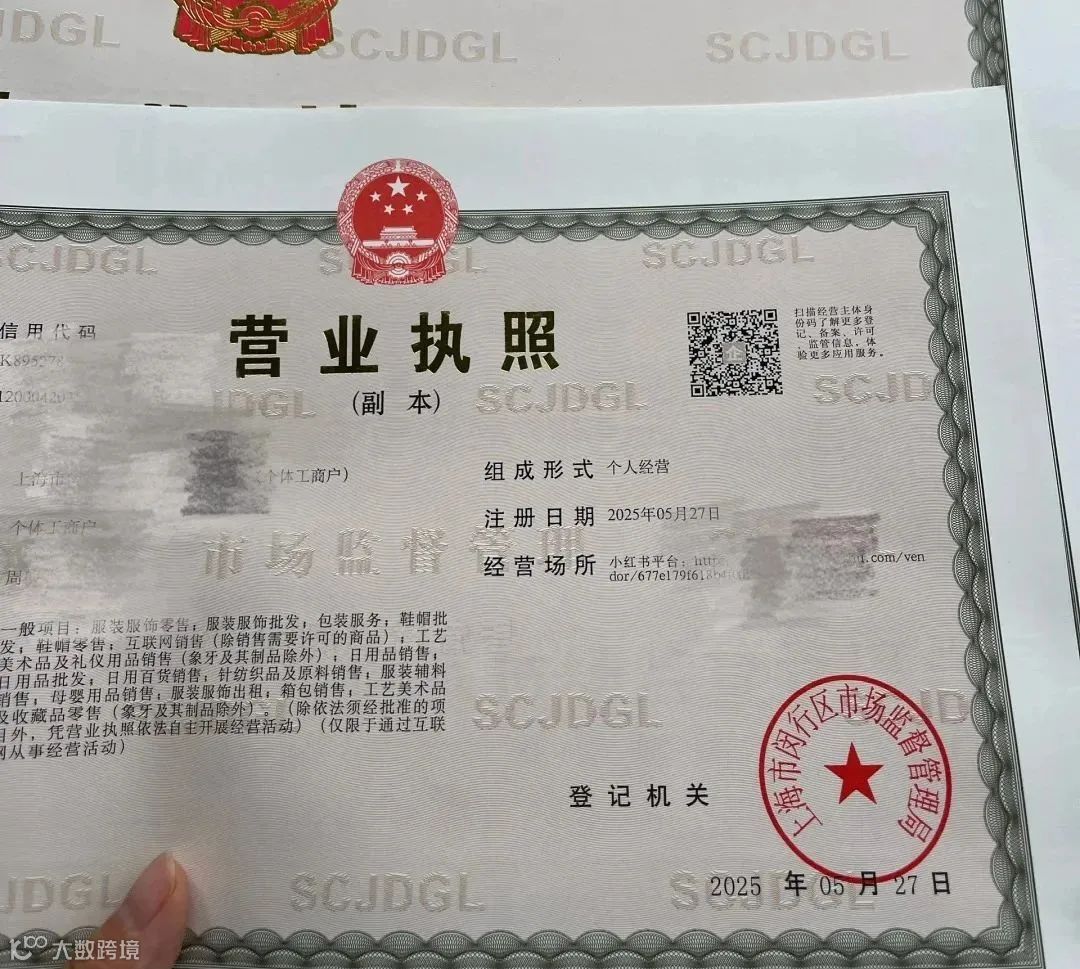 SCJDGL
SCJDGL
SCJDGL
SCJDGL
信用代码
营业执照
(副 本)
扫描经营主体身
份码了解更多登
记、备案、许可
、监管信息，体
验更多应用服务。
企
SCJDGL
上海市
(个体工商户)
个体工商户
周
组成形式 个人经营
注册日期 2025年05月27日
经营场所 小红书平台：http
.com/ven
dor/677e179f618b4
市场监督管理
一般项目：服装服饰零售；服装服饰批发；包装服务；鞋帽批
发；鞋帽零售；互联网销售（除销售需要许可的商品）；工艺
美术品及礼仪用品销售（象牙及其制品除外）；日用品销售；
日用品批发；日用百货销售；针纺织品及原料销售；服装辅料
销售；母婴用品销售；服装服饰出租；箱包销售；工艺美术品
及收藏品零售（象牙及其制品除外）。（除依法须经批准的项
目外，凭营业执照依法自主开展经营活动）（仅限于通过互联
网从事经营活动）
SCJDGL
登记机关
上海市闵行区市场监督管理局
SCJDGL
2025 年 05 月 27 日
大数跨境